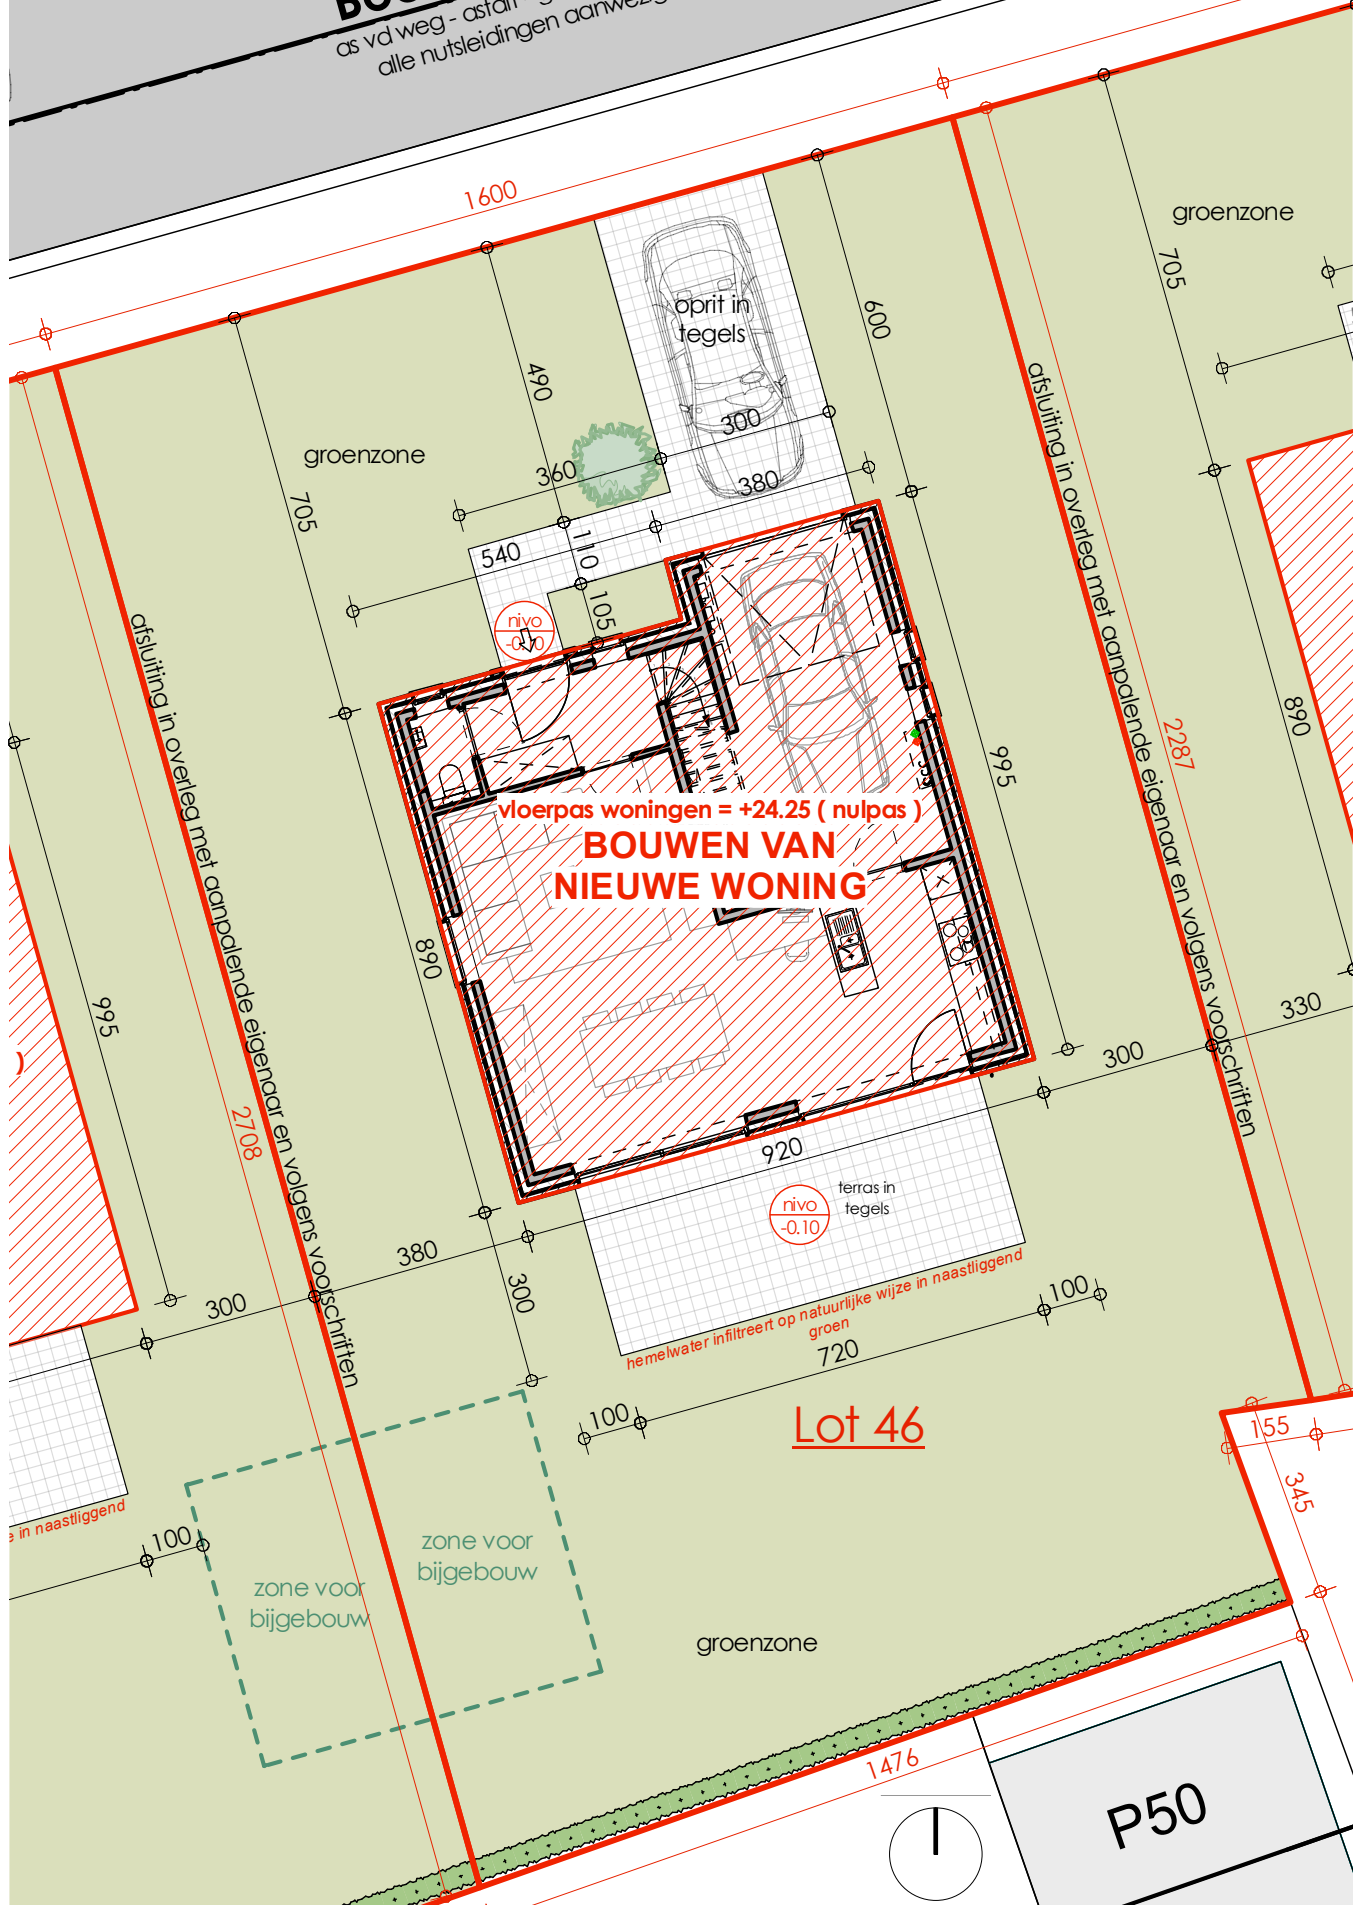 as vd weg - asfalt
alle nutsleidingen aanwezig
1600
groenzone
705
oprit in
tegels
600
490
groenzone
705
300
360
380
540
110
105
nivo
afsluiting in overleg met aanpalende eigenaar en volgens voorschriften
afsluiting in overleg met aanpalende eigenaar en volgens voorschriften
2287
890
995
vloerpas woningen = +24.25 ( nulpas )
BOUWEN VAN
NIEUWE WONING
890
995
)
2708
330
300
920
nivo
-0.10
terras in
tegels
380
300
300
hemelwater infiltreert op natuurlijke wijze in naastliggend
groen
100
720
100
Lot 46
155
345
e in naastliggend
100
zone voor
bijgebouw
zone voor
bijgebouw
groenzone
1476
P50